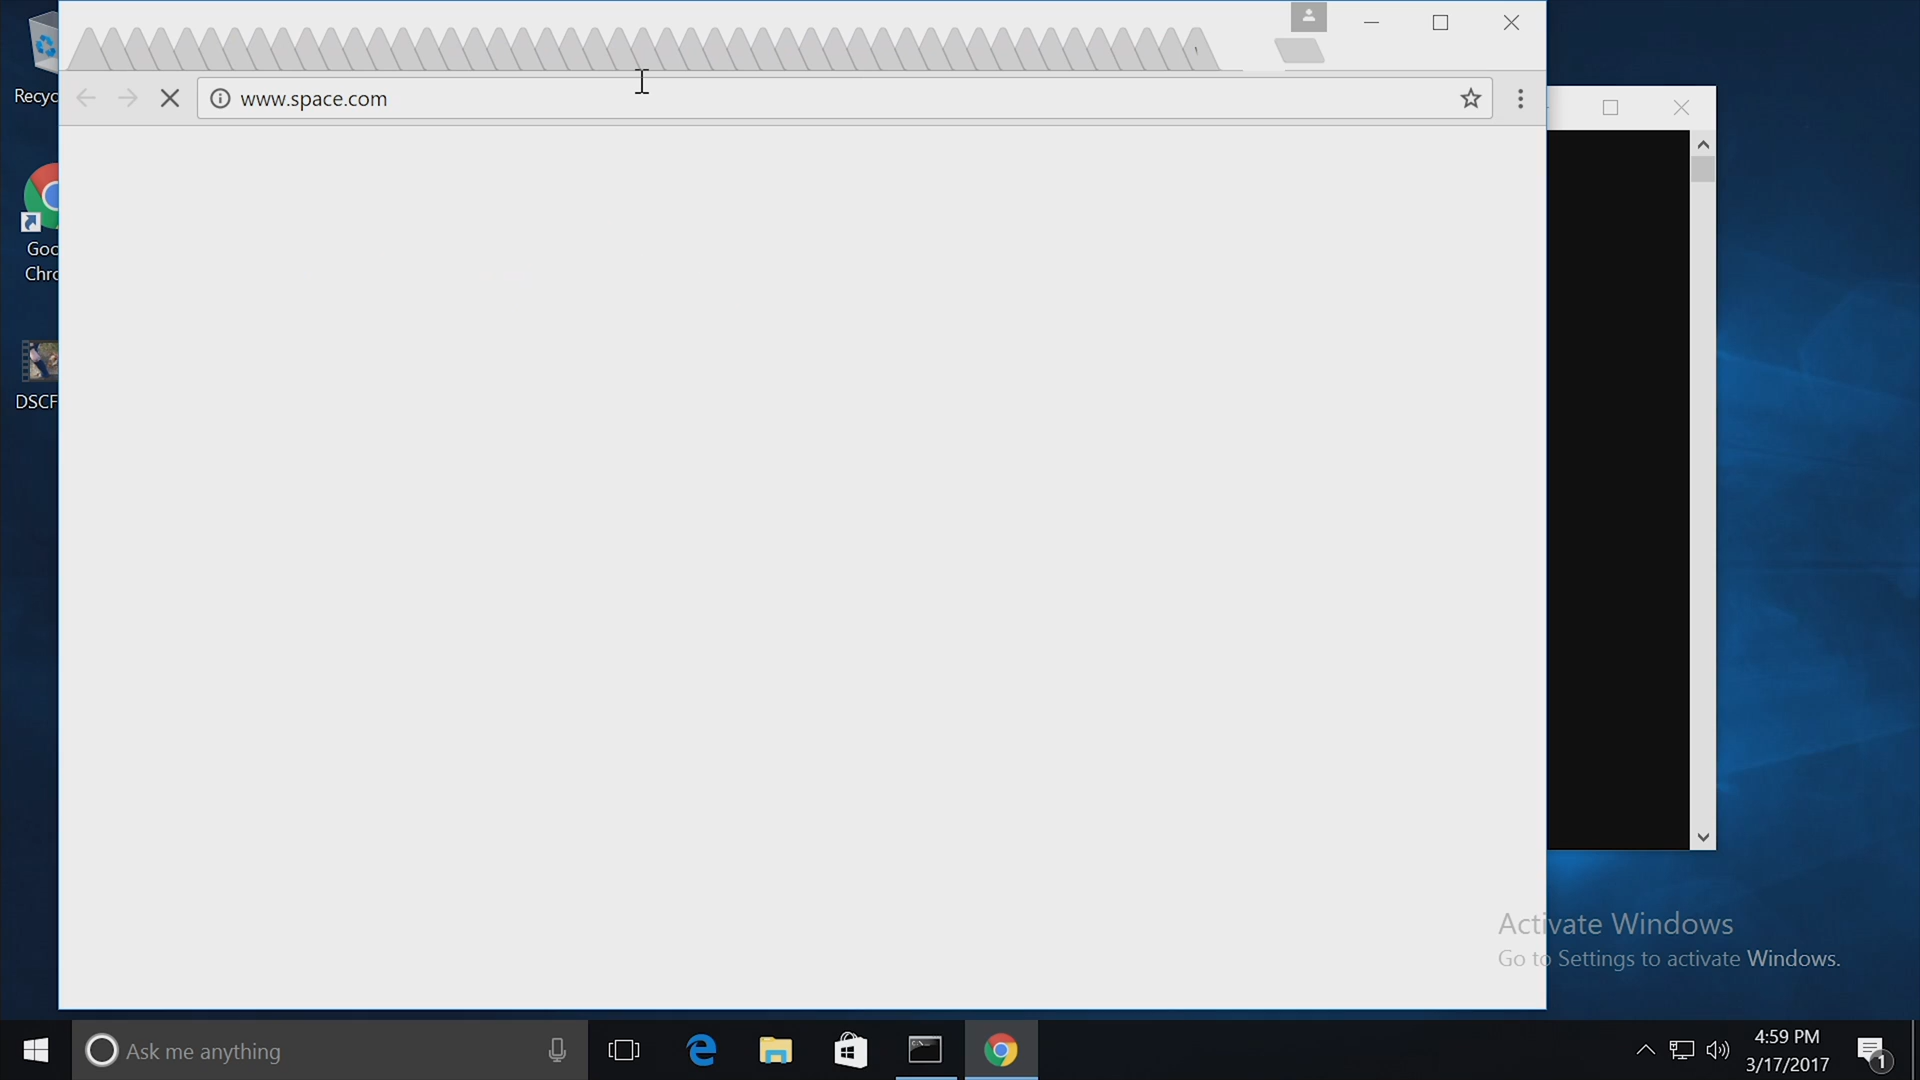 www.space.com
Recyc
Goo
Chro
DSCF
Activate Windows
Go to Settings to activate Windows.
Ask me anything
4:59 PM
3/17/2017
1